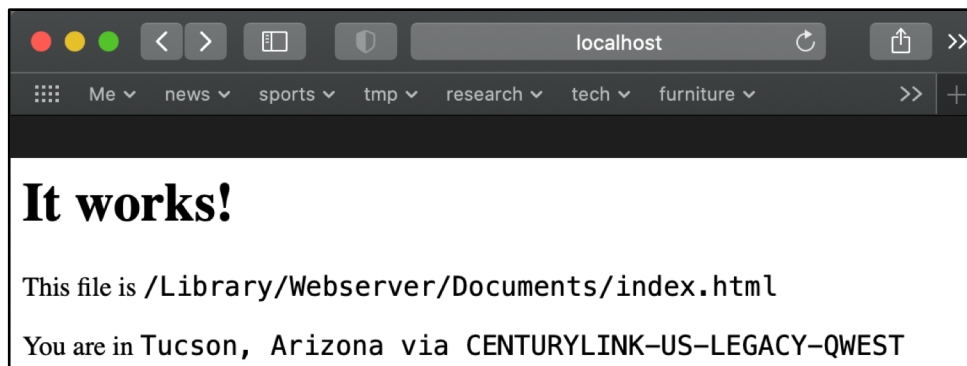 localhost
Me news sports tmp research tech furniture
It works!
This file is /Library/Webserver/Documents/index.html
You are in Tucson, Arizona via CENTURYLINK-US-LEGACY-QWEST